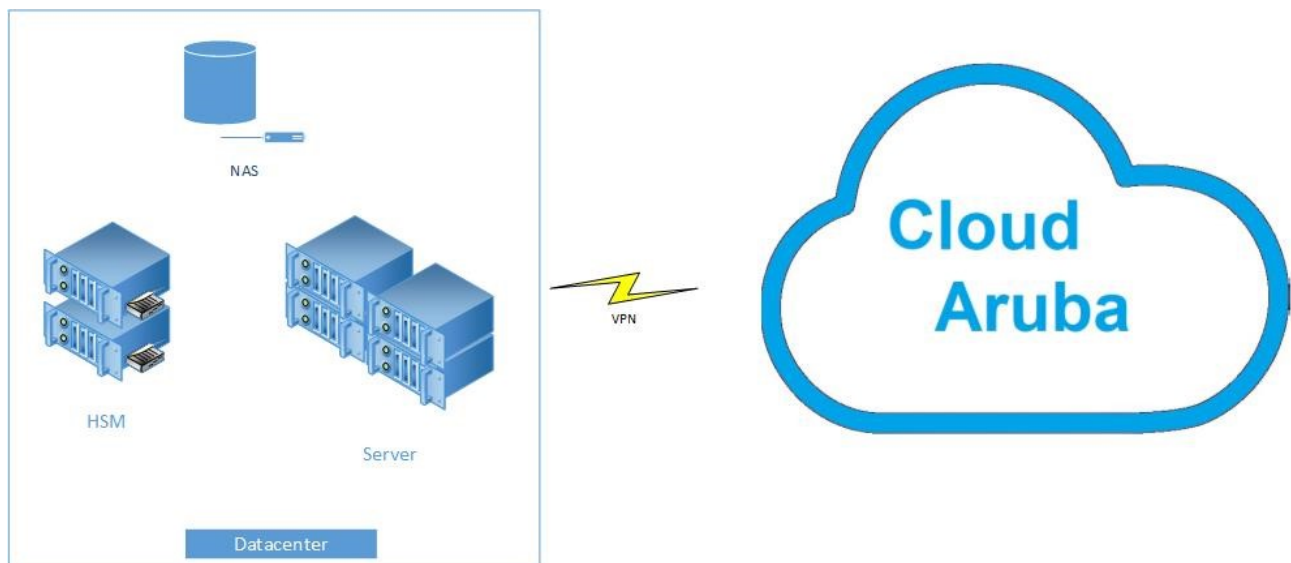 NAS
HSM
Server
Datacenter
VPN
Cloud
Aruba